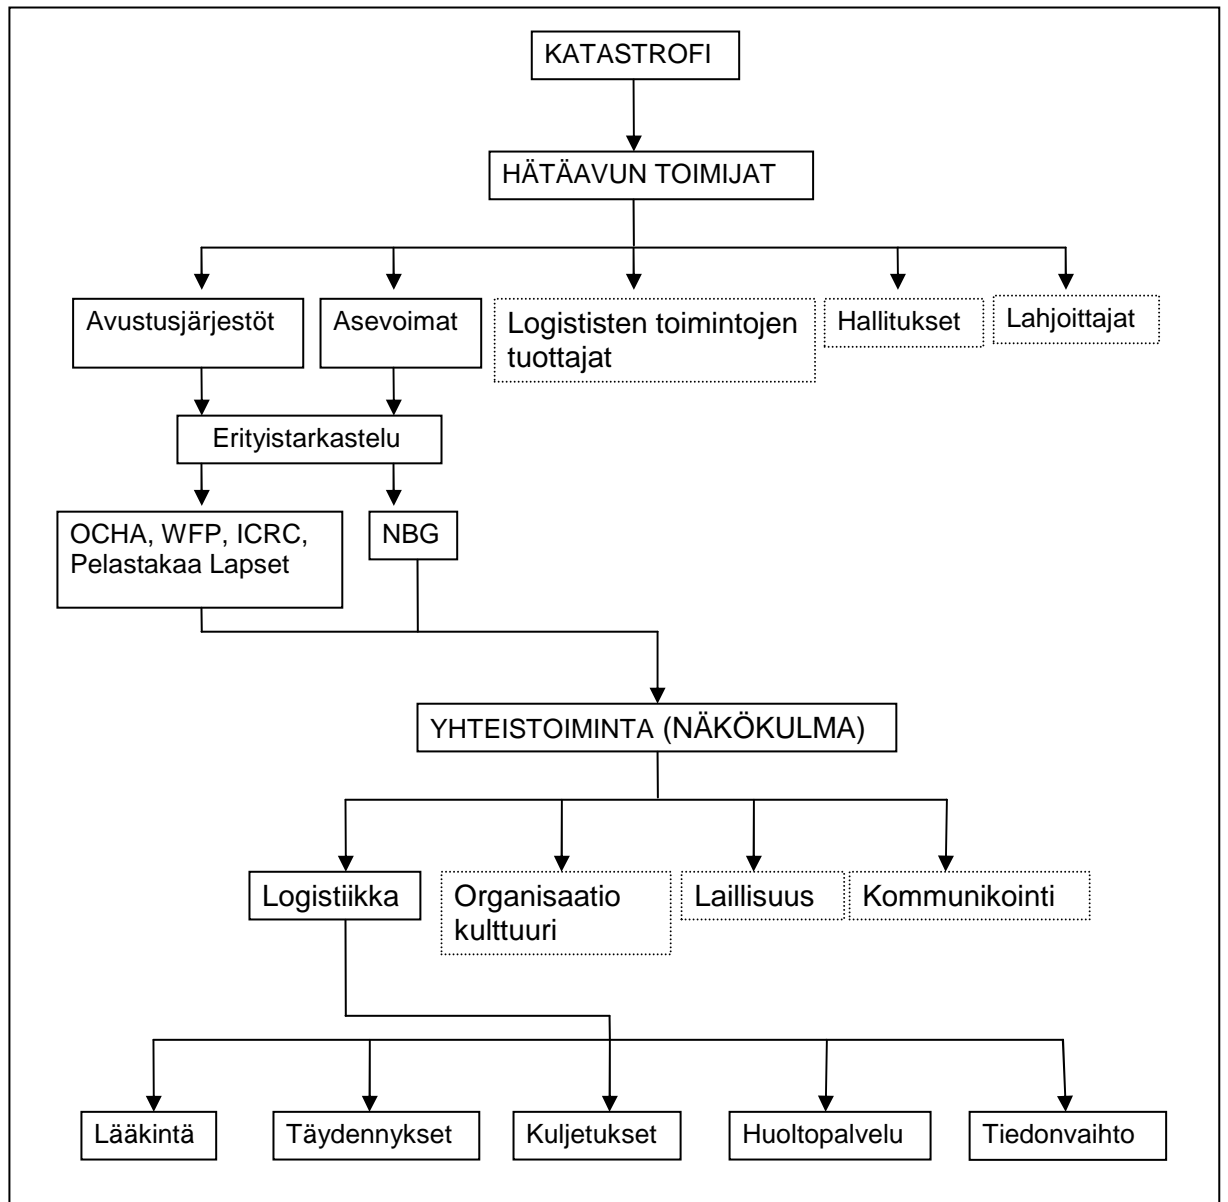 KATASTROFI
HÄTÄAVUN TOIMIJAT
Avustusjärjestöt
Asevoimat
Logististen toimintojen
tuottajat
Hallitukset
Lahjoittajat
Erityistarkastelu
OCHA, WFP, ICRC,
Pelastakaa Lapset
NBG
YHTEISTOIMINTA (NÄKÖKULMA)
Logistiikka
Organisaatio
kulttuuri
Laillisuus
Kommunikointi
Lääkintä
Täydennykset
Kuljetukset
Huoltopalvelu
Tiedonvaihto